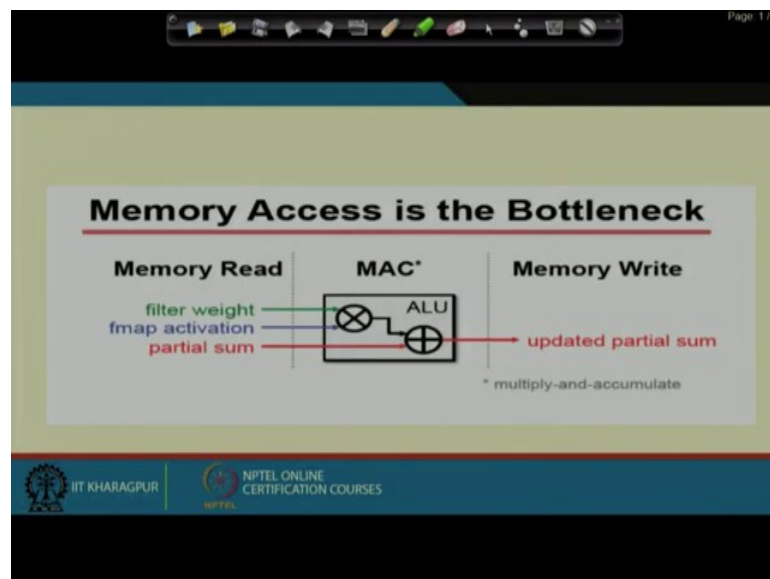 Page: 1 /
Memory Access is the Bottleneck
Memory Read
MAC*
Memory Write
filter weight
fmap activation
partial sum
ALU
updated partial sum
* multiply-and-accumulate
IIT KHARAGPUR
NPTEL
NPTEL ONLINE
CERTIFICATION COURSES